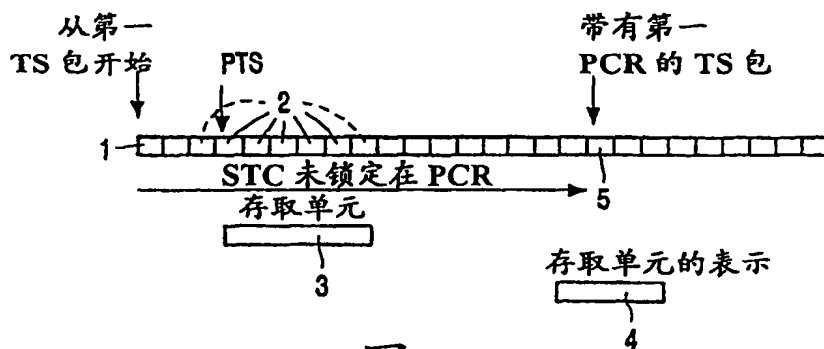 从第一
TS 包开始
PTS
2
带有第一
PCR 的 TS 包
1
STC 未锁定在 PCR
5
存取单元
3
存取单元的表示
4